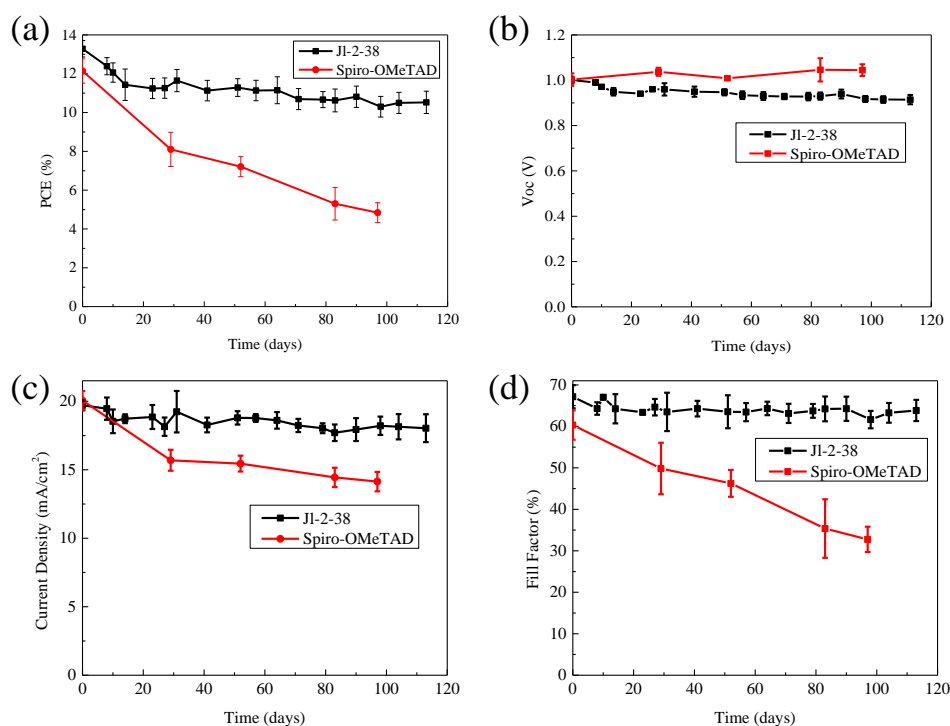 (a)
14
12
10
8
6
4
2
0
PCE (%)
J1-2-38
Spiro-OMeTAD
0 20 40 60 80 100 120
Time (days)
(b)
1.2
1.0
0.8
0.6
0.4
0.2
0.0
Voc (V)
J1-2-38
Spiro-OMeTAD
0 20 40 60 80 100 120
Time (days)
(c)
20
15
10
5
0
Current Density (mA/cm²)
J1-2-38
Spiro-OMeTAD
0 20 40 60 80 100 120
Time (days)
(d)
70
60
50
40
30
20
10
0
Fill Factor (%)
J1-2-38
Spiro-OMeTAD
0 20 40 60 80 100 120
Time (days)